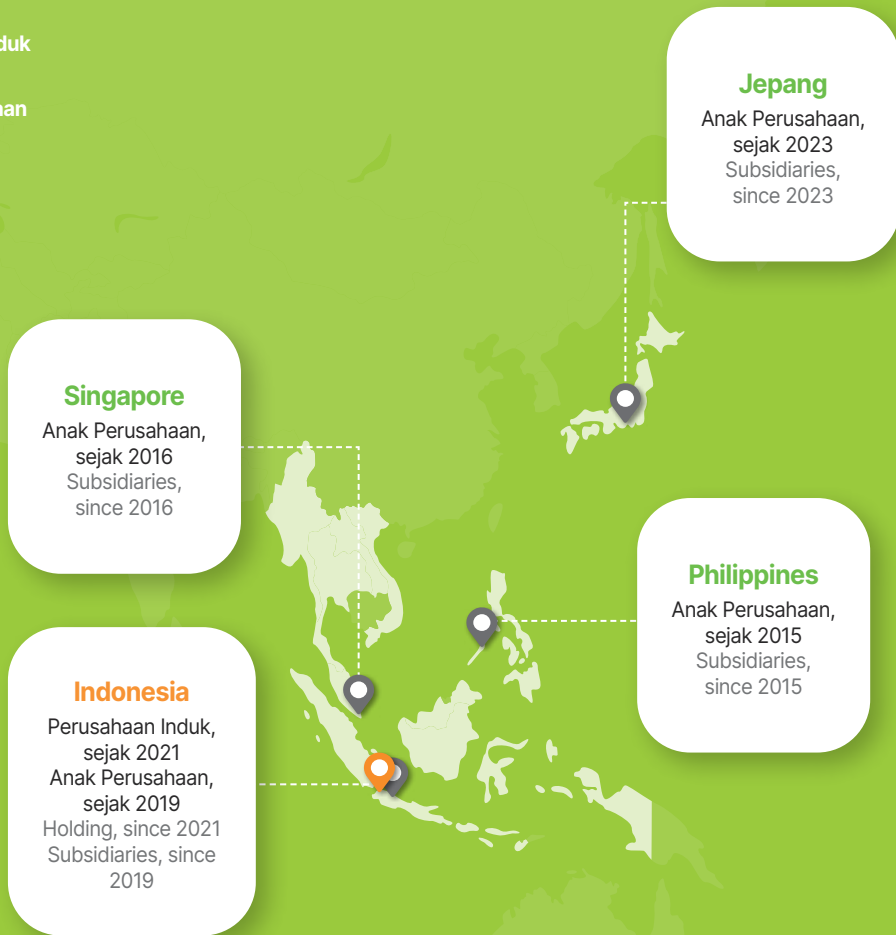 duk
Jepang
Anak Perusahaan,
sejak 2023
Subsidiaries,
since 2023
Singapore
Anak Perusahaan,
sejak 2016
Subsidiaries,
since 2016
Philippines
Anak Perusahaan,
sejak 2015
Subsidiaries,
since 2015
Indonesia
Perusahaan Induk,
sejak 2021
Anak Perusahaan,
sejak 2019
Holding, since 2021
Subsidiaries, since
2019